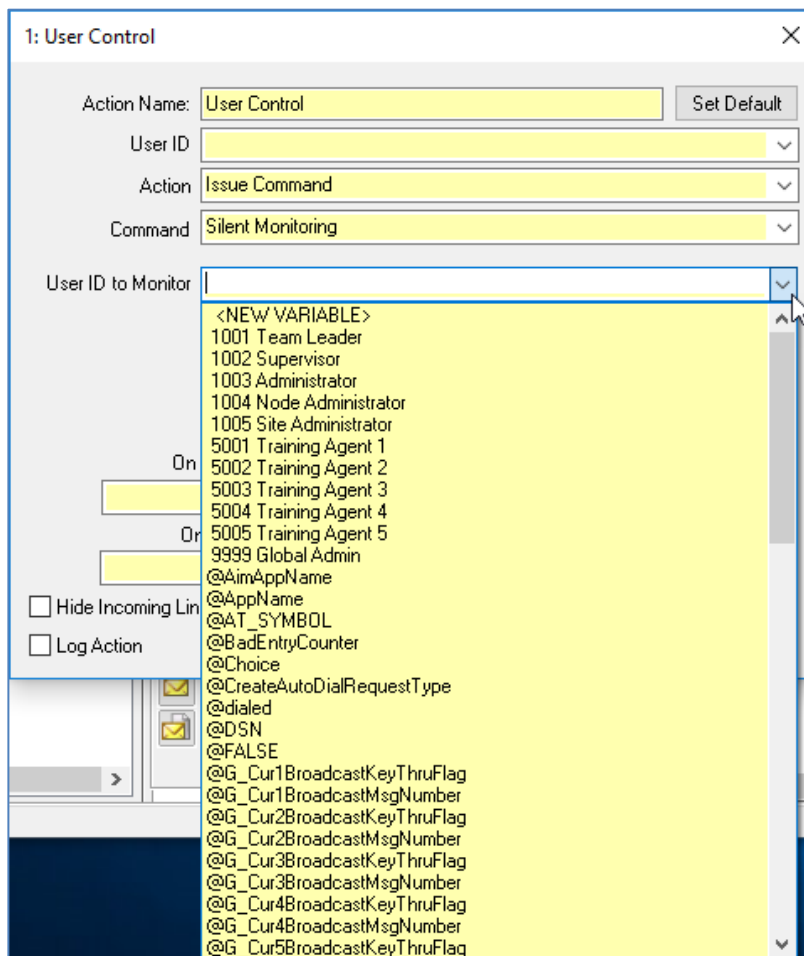 1: User Control
Action Name: User Control Set Default
User ID
Action Issue Command
Command Silent Monitoring
User ID to Monitor
<NEW VARIABLE>
1001 Team Leader
1002 Supervisor
1003 Administrator
1004 Node Administrator
1005 Site Administrator
5001 Training Agent 1
On
5002 Training Agent 2
5003 Training Agent 3
5004 Training Agent 4
Or
5005 Training Agent 5
9999 Global Admin
@AimAppName
Hide Incoming Lin
@AppName
@AT_SYMBOL
Log Action
@BadEntryCounter
@Choice
@CreateAutoDialRequestType
@dialed
@DSN
@FALSE
@G_Cur1BroadcastKeyThruFlag
@G_Cur1BroadcastMsgNumber
@G_Cur2BroadcastKeyThruFlag
@G_Cur2BroadcastMsgNumber
@G_Cur3BroadcastKeyThruFlag
@G_Cur3BroadcastMsgNumber
@G_Cur4BroadcastKeyThruFlag
@G_Cur4BroadcastMsgNumber
@G_Cur5BroadcastKeyThruFlag